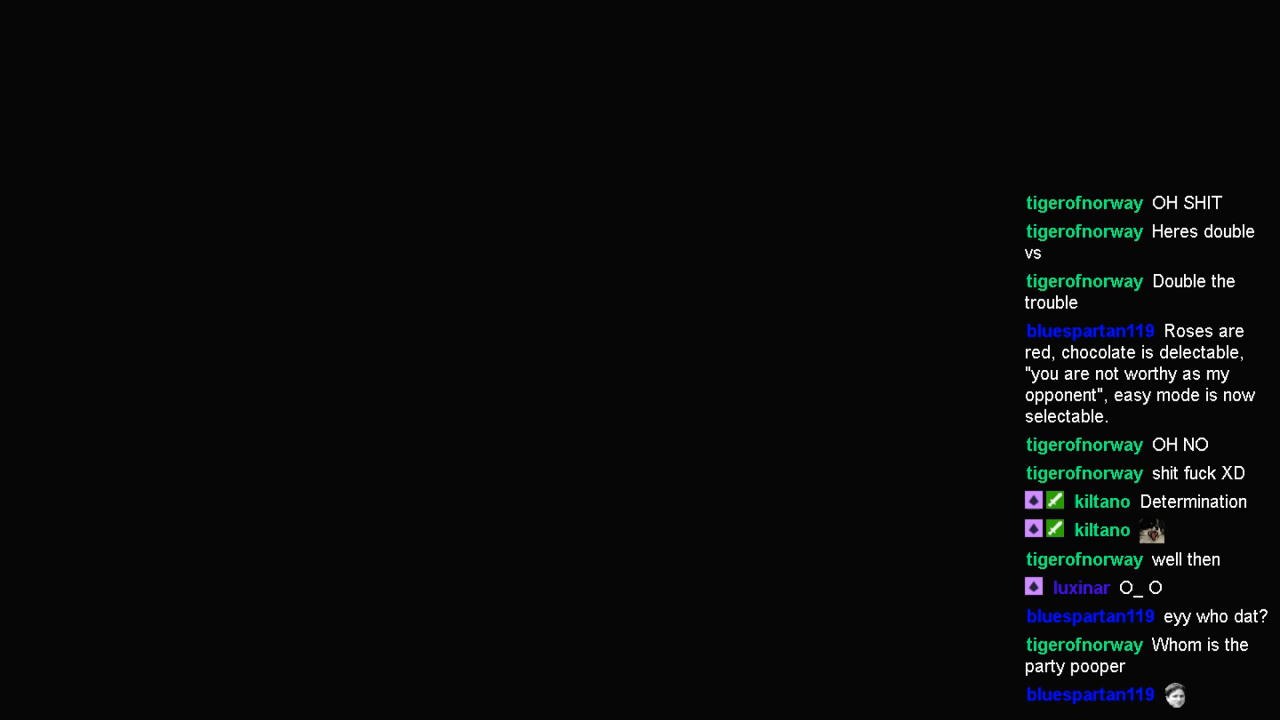 tigerofnorway OH SHIT
tigerofnorway Heres double
vs
tigerofnorway Double the
trouble
bluespartan119 Roses are
red, chocolate is delectable,
"you are not worthy as my
opponent", easy mode is now
selectable.
tigerofnorway OH NO
tigerofnorway shit fuck XD
kiltano Determination
kiltano
tigerofnorway well then
luxinar O_ O
bluespartan119 eyy who dat?
tigerofnorway Whom is the
party pooper
bluespartan119